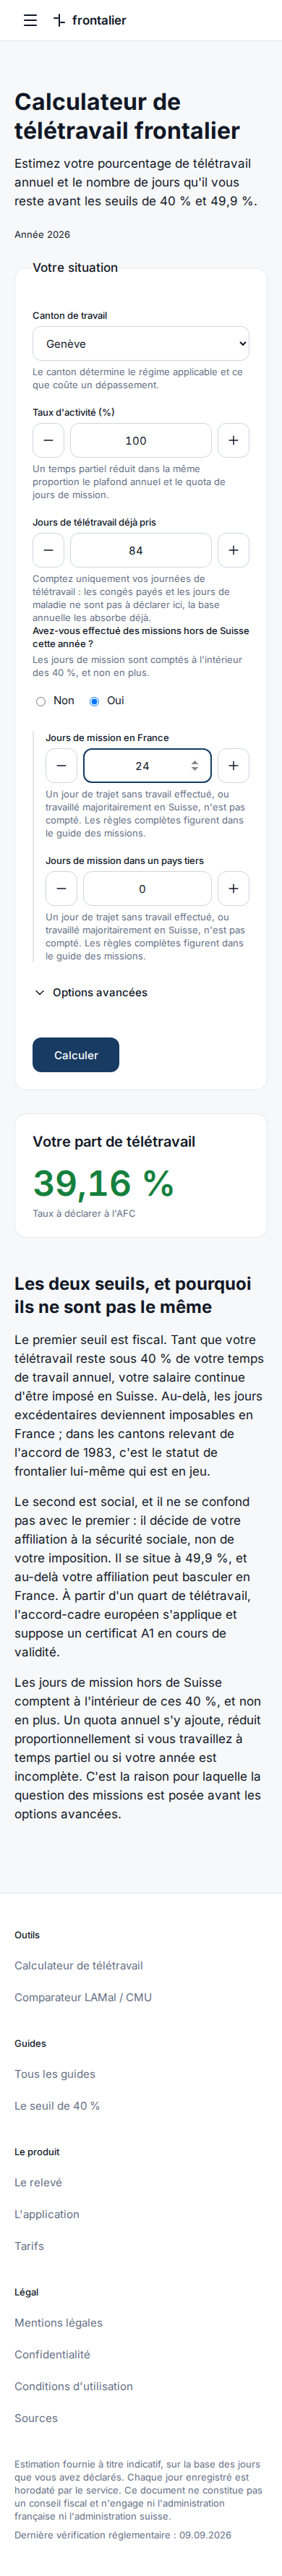 frontalier
Calculateur de
télétravail frontalier
Estimez votre pourcentage de télétravail
annuel et le nombre de jours qu'il vous
reste avant les seuils de 40 % et 49,9 %.
Année 2026
Votre situation
Canton de travail
Genève
Le canton détermine le régime applicable et ce
que coûte un dépassement.
Taux d'activité (%)
100
Un temps partiel réduit dans la même
proportion le plafond annuel et le quota de
jours de mission.
Jours de télétravail déjà pris
84
Comptez uniquement vos journées de
télétravail : les congés payés et les jours de
maladie ne sont pas à déclarer ici, la base
annuelle les absorbe déjà.
Avez-vous effectué des missions hors de Suisse
cette année ?
Les jours de mission sont comptés à l'intérieur
des 40 %, et non en plus.
Non Oui
Jours de mission en France
24
Un jour de trajet sans travail effectué, ou
travaillé majoritairement en Suisse, n'est pas
compté. Les règles complètes figurent dans
le guide des missions.
Jours de mission dans un pays tiers
0
Un jour de trajet sans travail effectué, ou
travaillé majoritairement en Suisse, n'est pas
compté. Les règles complètes figurent dans
le guide des missions.
Options avancées
Calculer
Votre part de télétravail
39,16 %
Taux à déclarer à l'AFC
Les deux seuils, et pourquoi
ils ne sont pas le même
Le premier seuil est fiscal. Tant que votre
télétravail reste sous 40 % de votre temps
de travail annuel, votre salaire continue
d'être imposé en Suisse. Au-delà, les jours
excédentaires deviennent imposables en
France ; dans les cantons relevant de
l'accord de 1983, c'est le statut de
frontalier lui-même qui est en jeu.
Le second est social, et il ne se confond
pas avec le premier : il décide de votre
affiliation à la sécurité sociale, non de
votre imposition. Il se situe à 49,9 %, et
au-delà votre affiliation peut basculer en
France. À partir d'un quart de télétravail,
l'accord-cadre européen s'applique et
suppose un certificat A1 en cours de
validité.
Les jours de mission hors de Suisse
comptent à l'intérieur de ces 40 %, et non
en plus. Un quota annuel s'y ajoute, réduit
proportionnellement si vous travaillez à
temps partiel ou si votre année est
incomplète. C'est la raison pour laquelle la
question des missions est posée avant les
options avancées.
Outils
Calculateur de télétravail
Comparateur LAMal / CMU
Guides
Tous les guides
Le seuil de 40 %
Le produit
Le relevé
L'application
Tarifs
Légal
Mentions légales
Confidentialité
Conditions d'utilisation
Sources
Estimation fournie à titre indicatif, sur la base des jours
que vous avez déclarés. Chaque jour enregistré est
horodaté par le service. Ce document ne constitue pas
un conseil fiscal et n'engage ni l'administration
française ni l'administration suisse.
Dernière vérification réglementaire : 09.09.2026